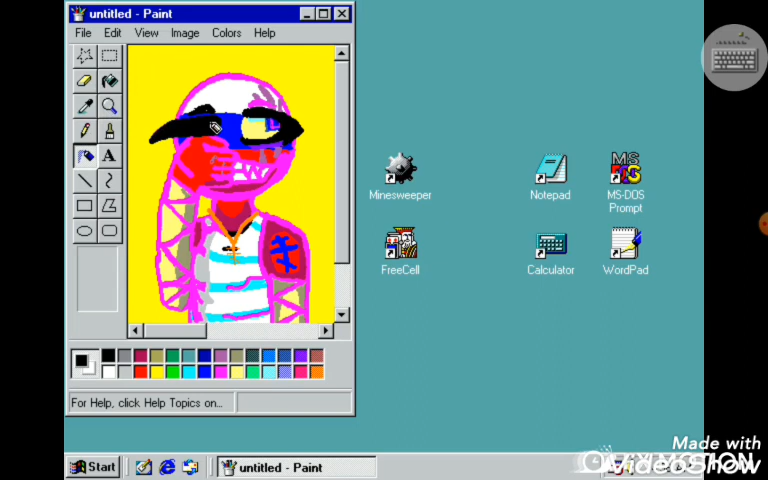 untitled - Paint
File Edit View Image Colors Help
A
Minesweeper
Notepad
MS-DOS
Prompt
FreeCell
Calculator
WordPad
For Help, click Help Topics on...
Start
untitled - Paint
Made with
VideoShow